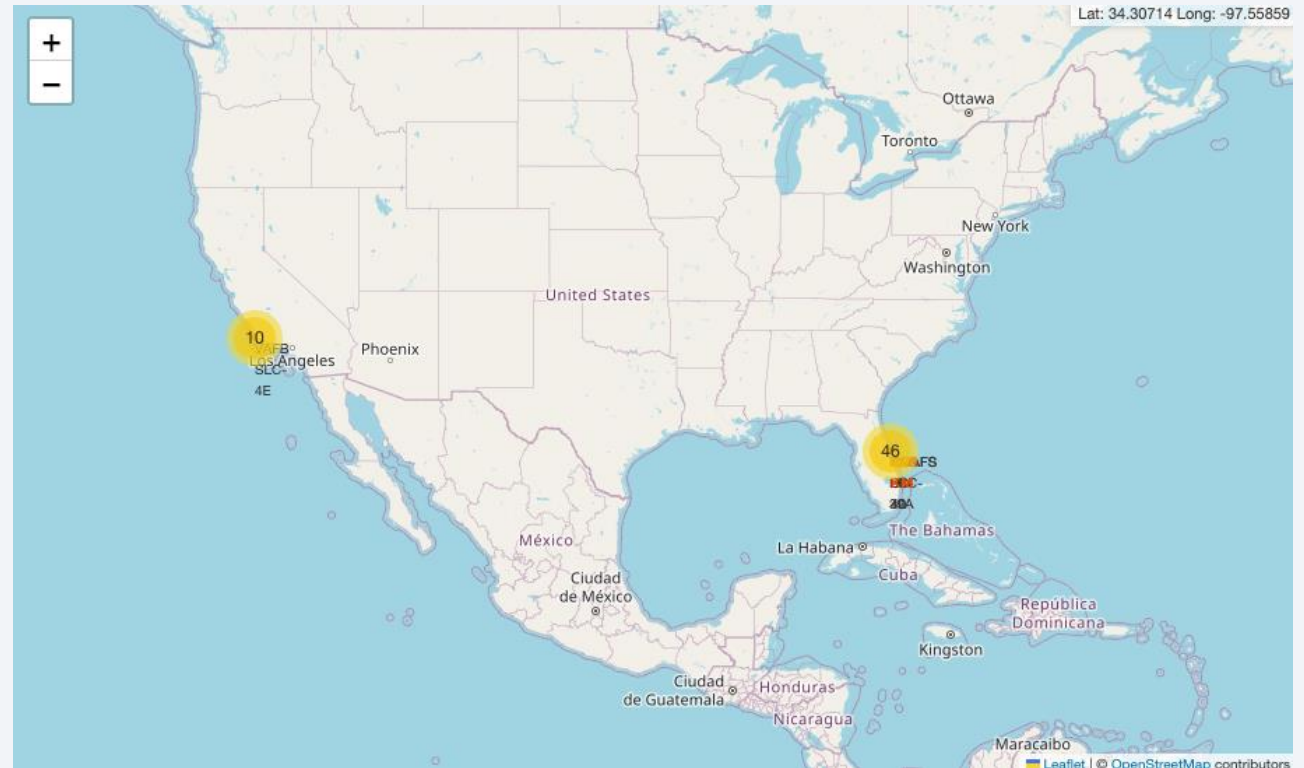 +
−
Lat: 34.30714 Long: -97.55859
Ottawa
Toronto
New York
Washington
United States
10
VAFB
Los Angeles
SLC-
4E
Phoenix
46
AFS
The Bahamas
La Habana
Cuba
México
Ciudad
de México
República
Dominicana
Kingston
Ciudad
de Guatemala
Honduras
Nicaragua
Maracaibo
Leaflet | © OpenStreetMap contributors